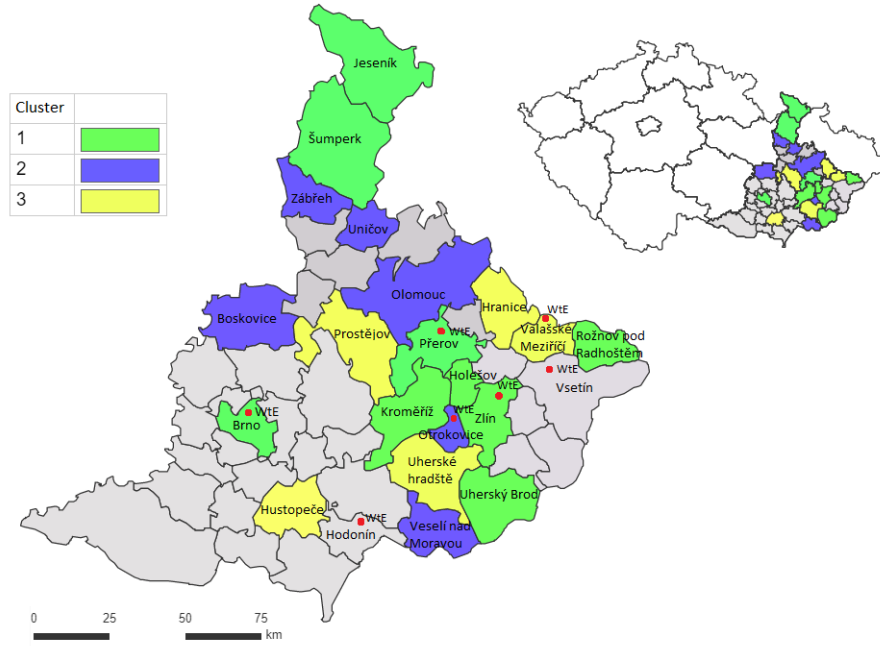 Jeseník
Cluster
1
2
3
Šumperk
Zábřeh
Uničov
Olomouc
Hranice
Boskovice
WtE
Prostějov
WtE
Valašské
Meziříčí
Rožnov pod
Radhoštěm
Přerov
Holešov
WtE
Vsetín
WtE
Kroměříž
WtE
Zlín
Brno
WtE
Otrokovice
Uherské
hradště
Uherský Brod
Hustopeče
WtE
Hodonín
Veselí nad
Moravou
0
25
50
75
km